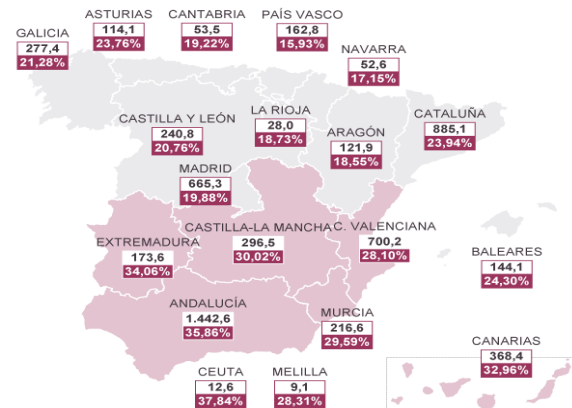 ASTURIAS
114,1
23,76%
CANTABRIA
53,5
19,22%
PAÍS VASCO
162,8
15,93%
GALICIA
277,4
21,28%
NAVARRA
52,6
17,15%
CASTILLA Y LEÓN
240,8
20,76%
LA RIOJA
28,0
18,73%
ARAGÓN
121,9
18,55%
CATALUÑA
885,1
23,94%
MADRID
665,3
19,88%
EXTREMADURA
173,6
34,06%
CASTILLA-LA MANCHA
296,5
30,02%
C. VALENCIANA
700,2
28,10%
BALEARES
144,1
24,30%
ANDALUCÍA
1.442,6
35,86%
MURCIA
216,6
29,59%
CANARIAS
368,4
32,96%
CEUTA
12,6
37,84%
MELILLA
9,1
28,31%